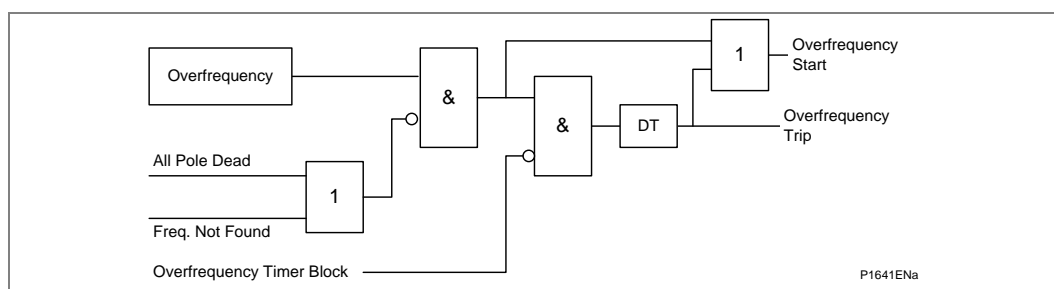 Overfrequency
&
&
1
DT
Overfrequency
Start
Overfrequency
Trip
All Pole Dead
1
Freq. Not Found
Overfrequency Timer Block
P1641ENa